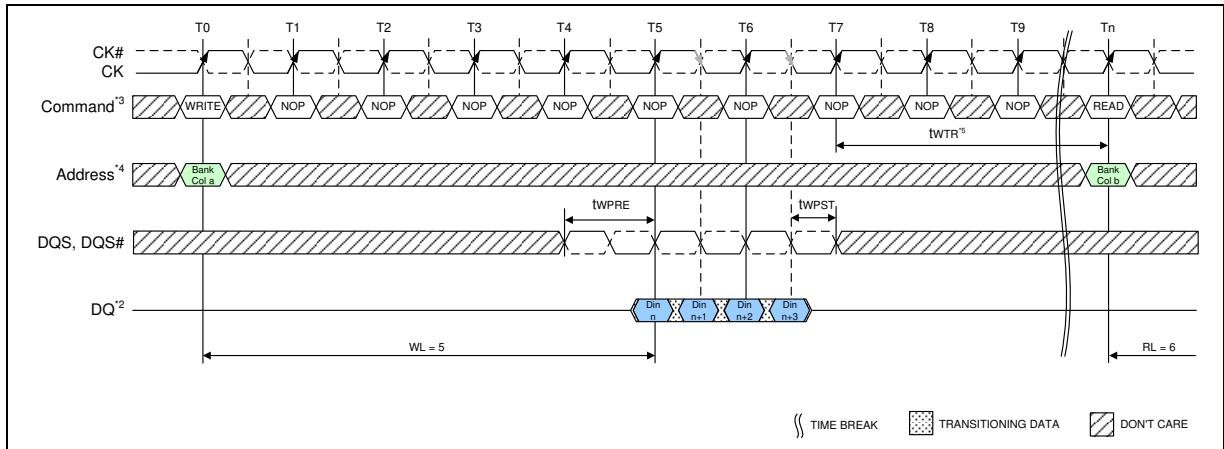 T0 T1 T2 T3 T4 T5 T6 T7 T8 T9 Tn
CK#
CK
Command*3 WRITE NOP NOP NOP NOP NOP NOP NOP NOP NOP READ
tWTR*5
Address*4 Bank Col a Bank Col b
tWPRE tWPST
DQS, DQS#
DQ*2 Din n Din n+1 Din n+2 Din n+3
WL = 5 RL = 6
TIME BREAK TRANSITIONING DATA DON'T CARE